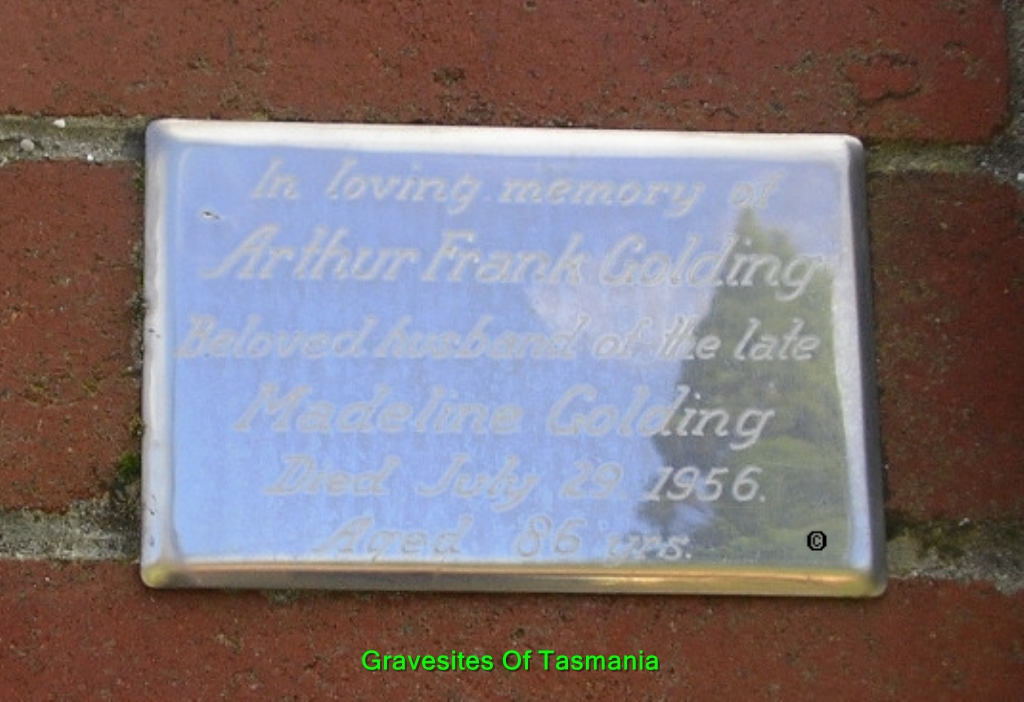 In loving memory of
Arthur Frank Golding
Beloved husband of the late
Madeline Golding
Died July 29. 1956.
Aged 86 yrs.
©
Gravesites Of Tasmania